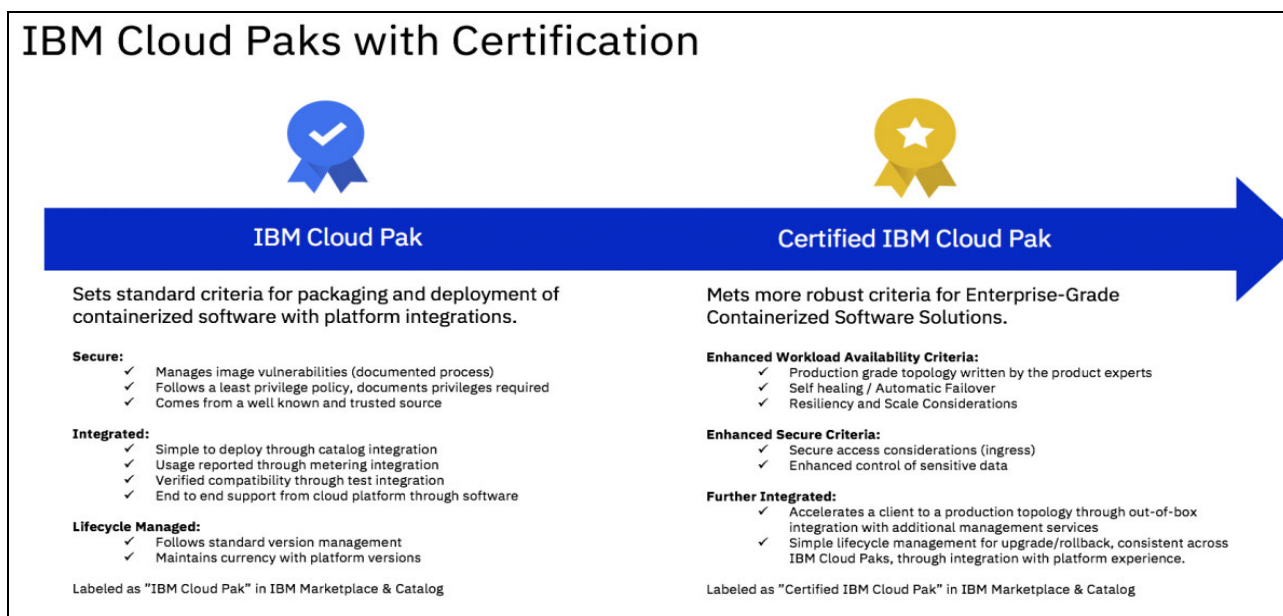 IBM Cloud Paks with Certification
IBM Cloud Pak
Sets standard criteria for packaging and deployment of
containerized software with platform integrations.
Secure:
✓ Manages image vulnerabilities (documented process)
✓ Follows a least privilege policy, documents privileges required
✓ Comes from a well known and trusted source
Integrated:
✓ Simple to deploy through catalog integration
✓ Usage reported through metering integration
✓ Verified compatibility through test integration
✓ End to end support from cloud platform through software
Lifecycle Managed:
✓ Follows standard version management
✓ Maintains currency with platform versions
Labeled as ”IBM Cloud Pak” in IBM Marketplace & Catalog
Certified IBM Cloud Pak
Mets more robust criteria for Enterprise-Grade
Containerized Software Solutions.
Enhanced Workload Availability Criteria:
✓ Production grade topology written by the product experts
✓ Self healing / Automatic Failover
✓ Resiliency and Scale Considerations
Enhanced Secure Criteria:
✓ Secure access considerations (ingress)
✓ Enhanced control of sensitive data
Further Integrated:
✓ Accelerates a client to a production topology through out-of-box
integration with additional management services
✓ Simple lifecycle management for upgrade/rollback, consistent across
IBM Cloud Paks, through integration with platform experience.
Labeled as ”Certified IBM Cloud Pak” in IBM Marketplace & Catalog